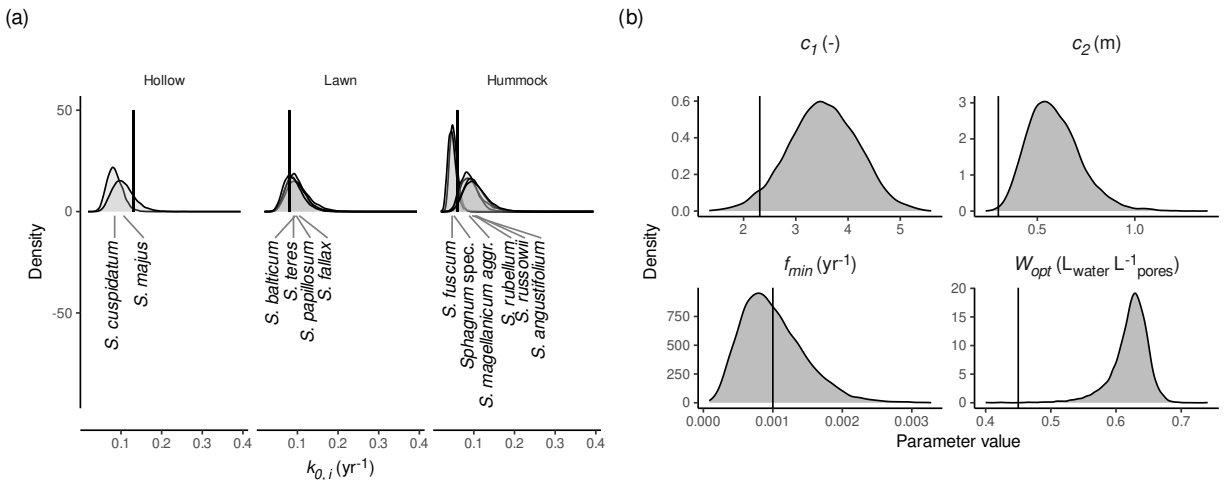 (a)
Hollow
Lawn
Hummock
50
0
-50
Density
S. cuspidatum
S. majus
S. balticum
S. teres
S. papillosum
S. fallax
S. fuscum
Sphagnum spec.
S. magellanicum aggr.
S. rubellum
S. russowii
S. angustifolium
0.1 0.2 0.3 0.4
0.1 0.2 0.3 0.4
0.1 0.2 0.3 0.4
k0, i (yr-1)
(b)
c1 (-)
0.6
0.4
0.2
0.0
2 3 4 5
c2 (m)
3
2
1
0
0.5 1.0
Density
fmin (yr-1)
750
500
250
0
0.000 0.001 0.002 0.003
Wopt (Lwater L-1pores)
20
15
10
5
0
0.4 0.5 0.6 0.7
Parameter value